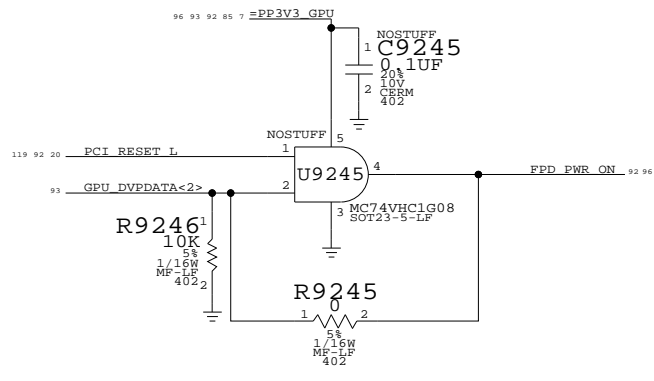 96 93 92 85 7 =PP3V3_GPU
NOSTUFF
1 C9245
0.1UF
20%
10V
2 CERM
402
NOSTUFF 5
119 92 20 PCI_RESET_L 1
U9245 4 FPD_PWR_ON 92 96
93 GPU_DVPDATA<2> 2
3 MC74VHC1G08
SOT23-5-LF
R9246 1
10K
5%
1/16W
MF-LF
402 2
R9245
0
1 2
5%
1/16W
MF-LF
402